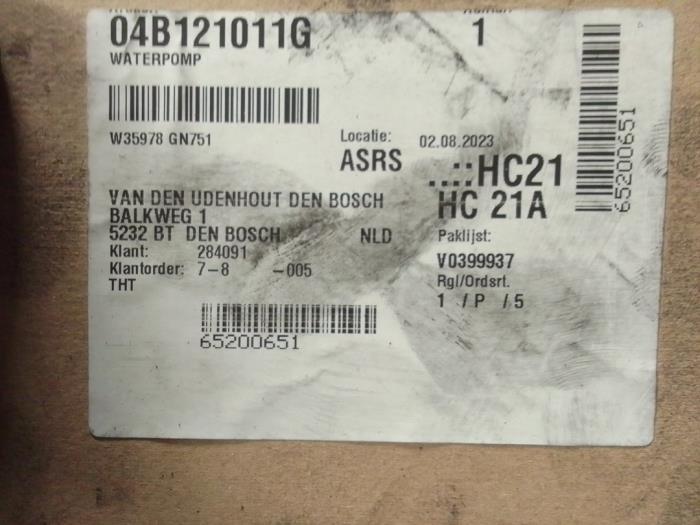 04B121011G 1
WATERPOMP
W35978 GN751
Locatie: 02.08.2023
ASRS ..::HC21
HC 21A
VAN DEN UDENHOUT DEN BOSCH
BALKWEG 1
5232 BT DEN BOSCH NLD
Klant: 284091
Klantorder: 7-8 -005
THT
Paklijst:
V0399937
Rgl/Ordsrt.
1 /P /5
65200651
65200651